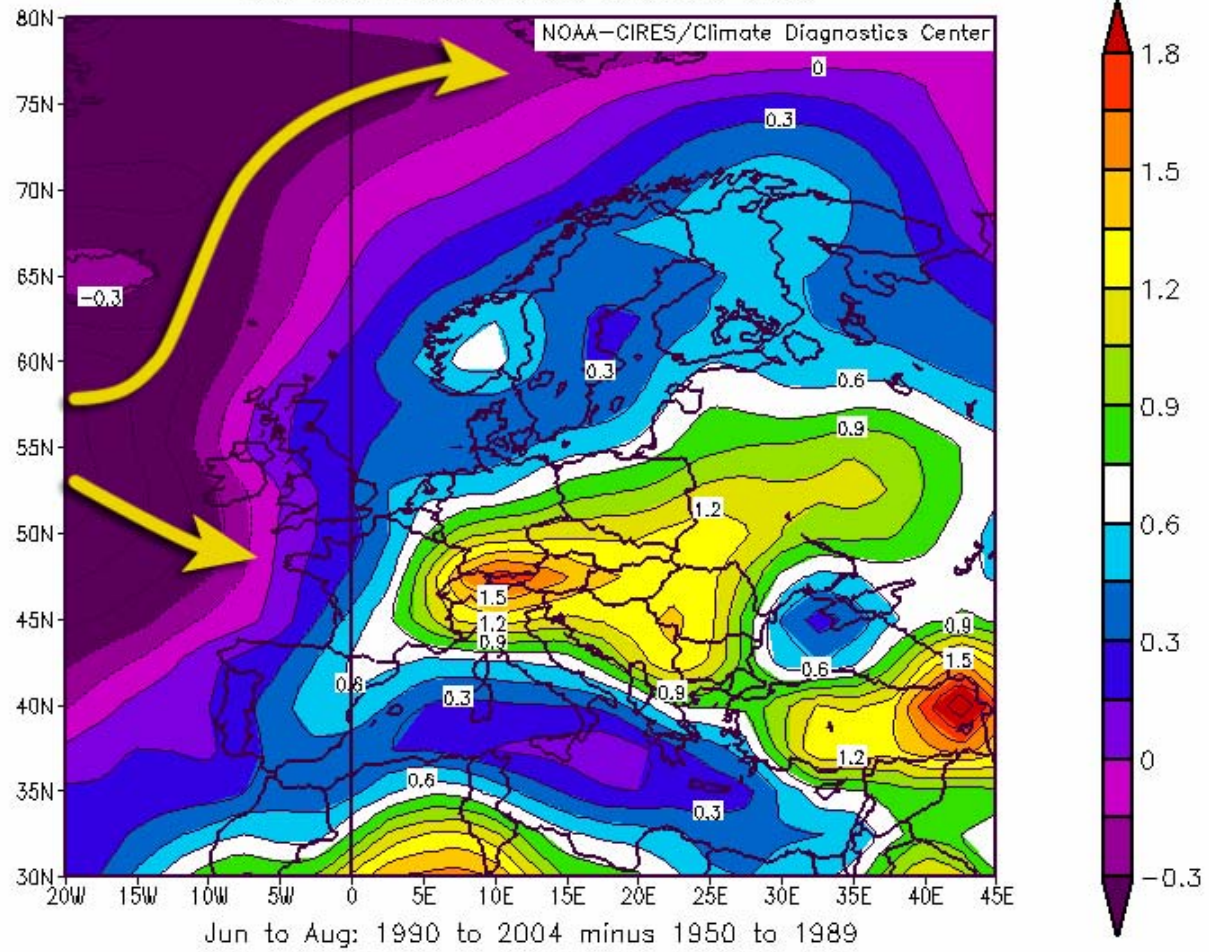 NOAA-CIRES/Climate Diagnostics Center
80N
75N
70N
65N
60N
55N
50N
45N
40N
35N
30N
20W 15W 10W 5W 0 5E 10E 15E 20E 25E 30E 35E 40E 45E
0
0.3
-0.3
0.3
0.6
0.9
1.2
1.5
1.2
0.9
0.9
1.5
0.6
0.6
0.3
0.9
1.2
0.6
0.3
1.8
1.5
1.2
0.9
0.6
0.3
0
-0.3
Jun to Aug: 1990 to 2004 minus 1950 to 1989